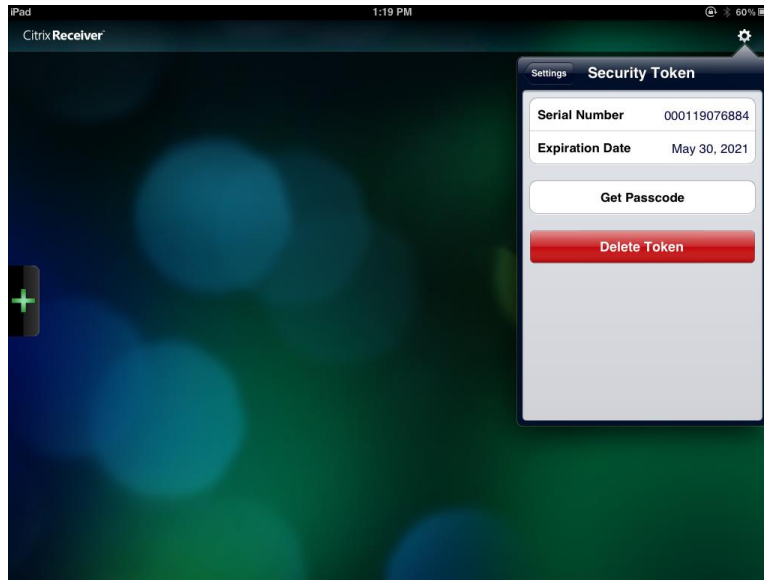 iPad 1:19 PM 60%
Citrix Receiver
Settings Security Token
Serial Number 000119076884
Expiration Date May 30, 2021
Get Passcode
Delete Token